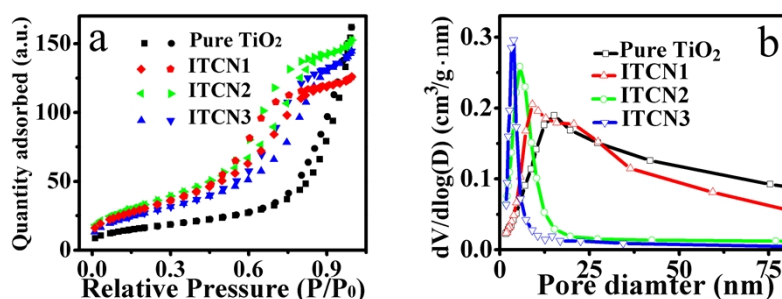 a
Quantity adsorbed (a.u.)
150
100
50
0
Pure TiO₂
ITCN1
ITCN2
ITCN3
0.0 0.3 0.6 0.9
Relative Pressure (P/P₀)
b
dV/dlog(D) (cm³/g·nm)
0.3
0.2
0.1
0.0
Pure TiO₂
ITCN1
ITCN2
ITCN3
0 25 50 75
Pore diamter (nm)